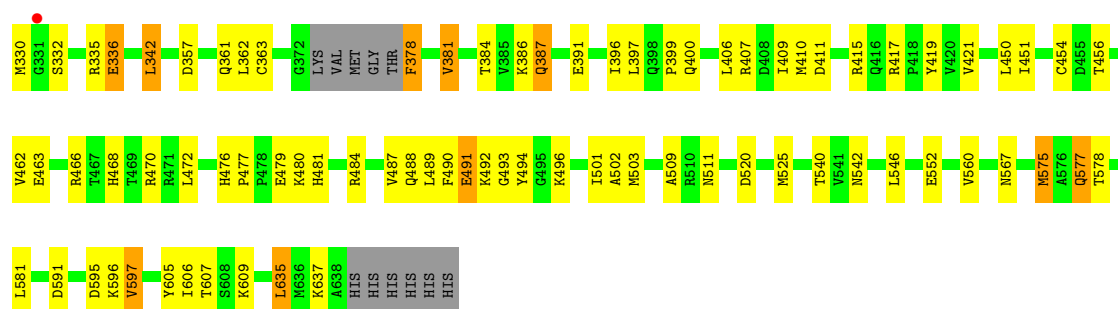 M330 G331 S332 R335 E336 L342 D357 Q361 L362 C363 G372 LYS VAL MET GLY THR F378 V381 T384 V385 K386 Q387 E391 I396 L397 Q398 P399 Q400 L406 R407 D408 I409 M410 D411 R415 Q416 R417 P418 Y419 V420 V421 L450 I451 C454 D455 T456
V462 E463 R466 T467 H468 T469 R470 R471 L472 H476 P477 P478 E479 K480 H481 R484 V487 Q488 L489 F490 E491 K492 G493 Y494 G495 K496 I501 A502 M503 A509 R510 N511 D520 M525 T540 V541 N542 L546 E552 V560 N567 M575 A576 Q577 T578
L581 D591 D595 K596 V597 Y605 I606 T607 S608 K609 L635 M636 K637 A638 HIS HIS HIS HIS HIS HIS